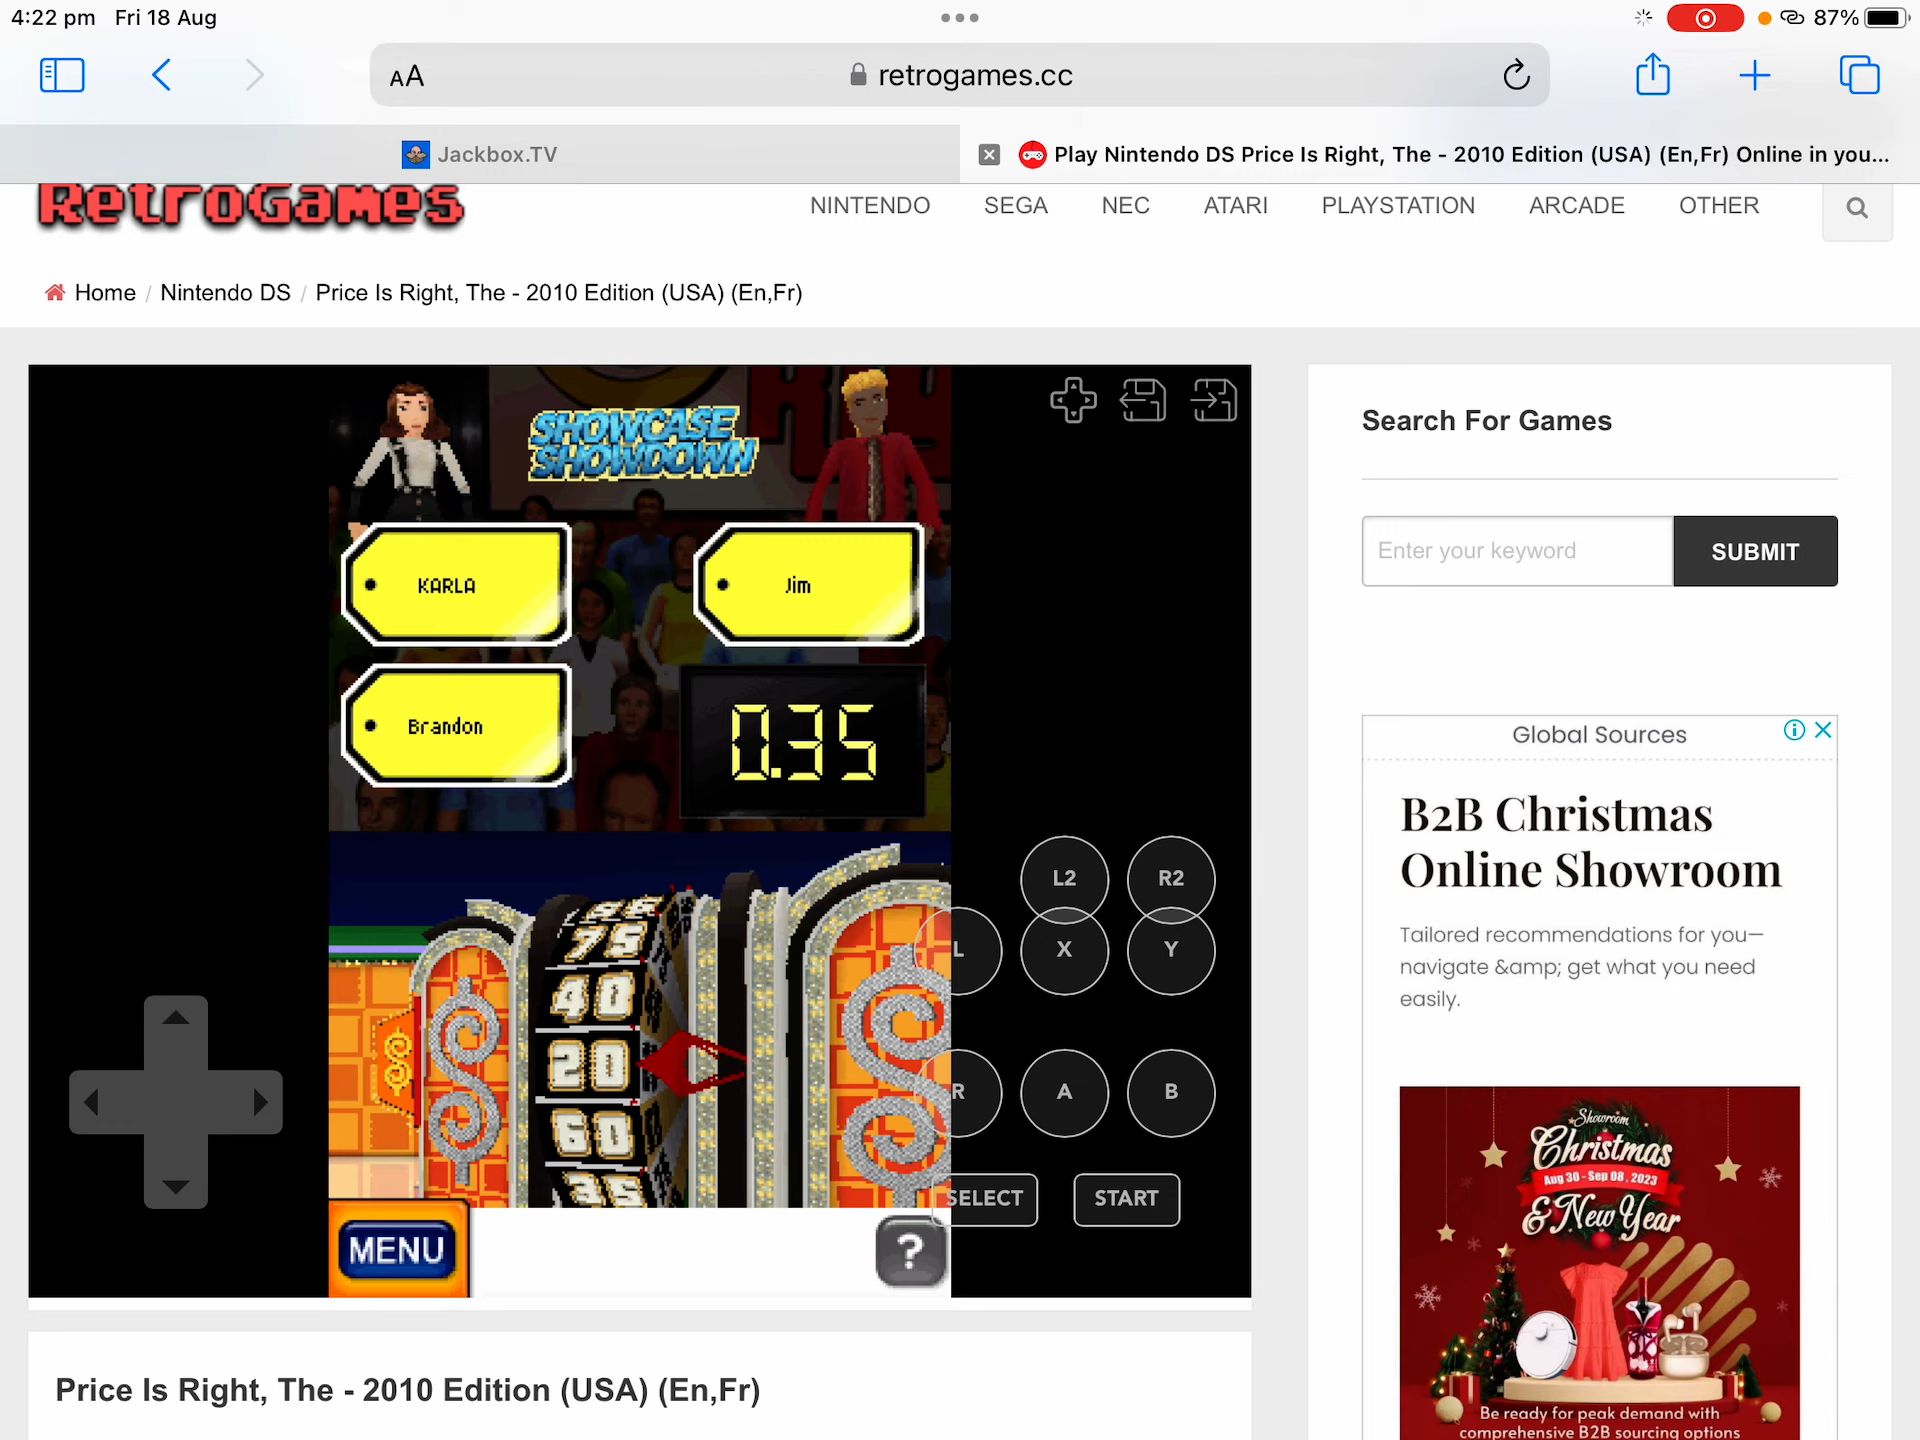 4:22 pm Fri 18 Aug
87%
AA
retrogames.cc
Jackbox.TV
Play Nintendo DS Price Is Right, The - 2010 Edition (USA) (En,Fr) Online in you...
RetroGames
NINTENDO
SEGA
NEC
ATARI
PLAYSTATION
ARCADE
OTHER
Home / Nintendo DS / Price Is Right, The - 2010 Edition (USA) (En,Fr)
SHOWCASE
SHOWDOWN
KARLA
Jim
Brandon
0.35
75
40
20
60
35
MENU
?
L2
R2
L
X
Y
R
A
B
SELECT
START
Price Is Right, The - 2010 Edition (USA) (En,Fr)
Search For Games
Enter your keyword
SUBMIT
Global Sources
B2B Christmas
Online Showroom
Tailored recommendations for you—
navigate &amp; get what you need
easily.
Showroom
Christmas
Aug 30 - Sep 08, 2023
& New Year
Be ready for peak demand with
comprehensive B2B sourcing options